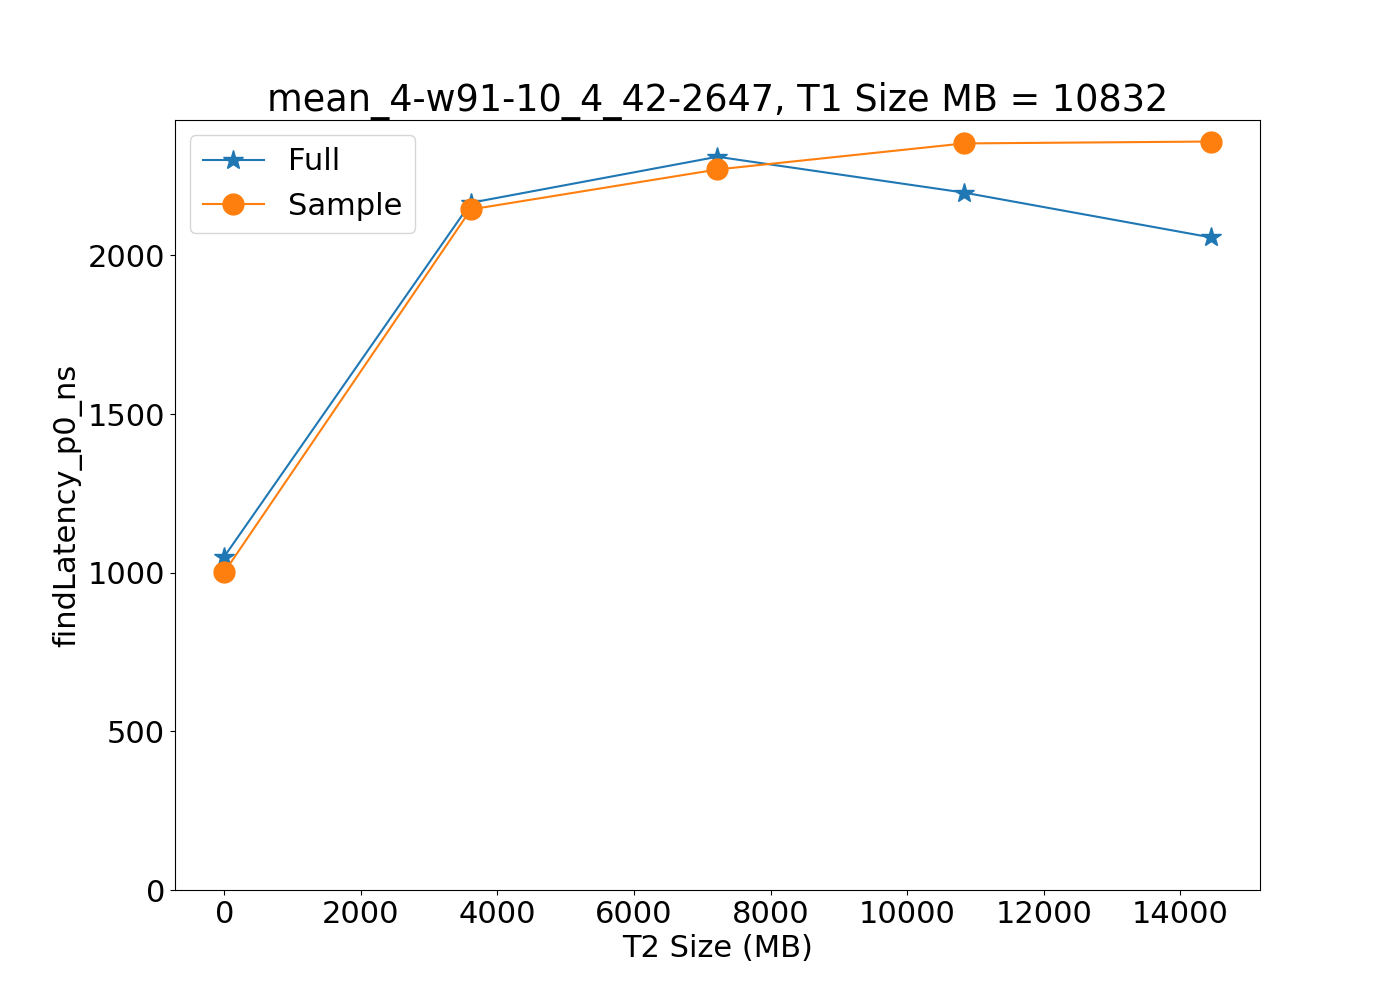 mean_4-w91-10_4_42-2647, T1 Size MB = 10832
Full
Sample
findLatency_p0_ns
2000
1500
1000
500
0
0 2000 4000 6000 8000 10000 12000 14000
T2 Size (MB)